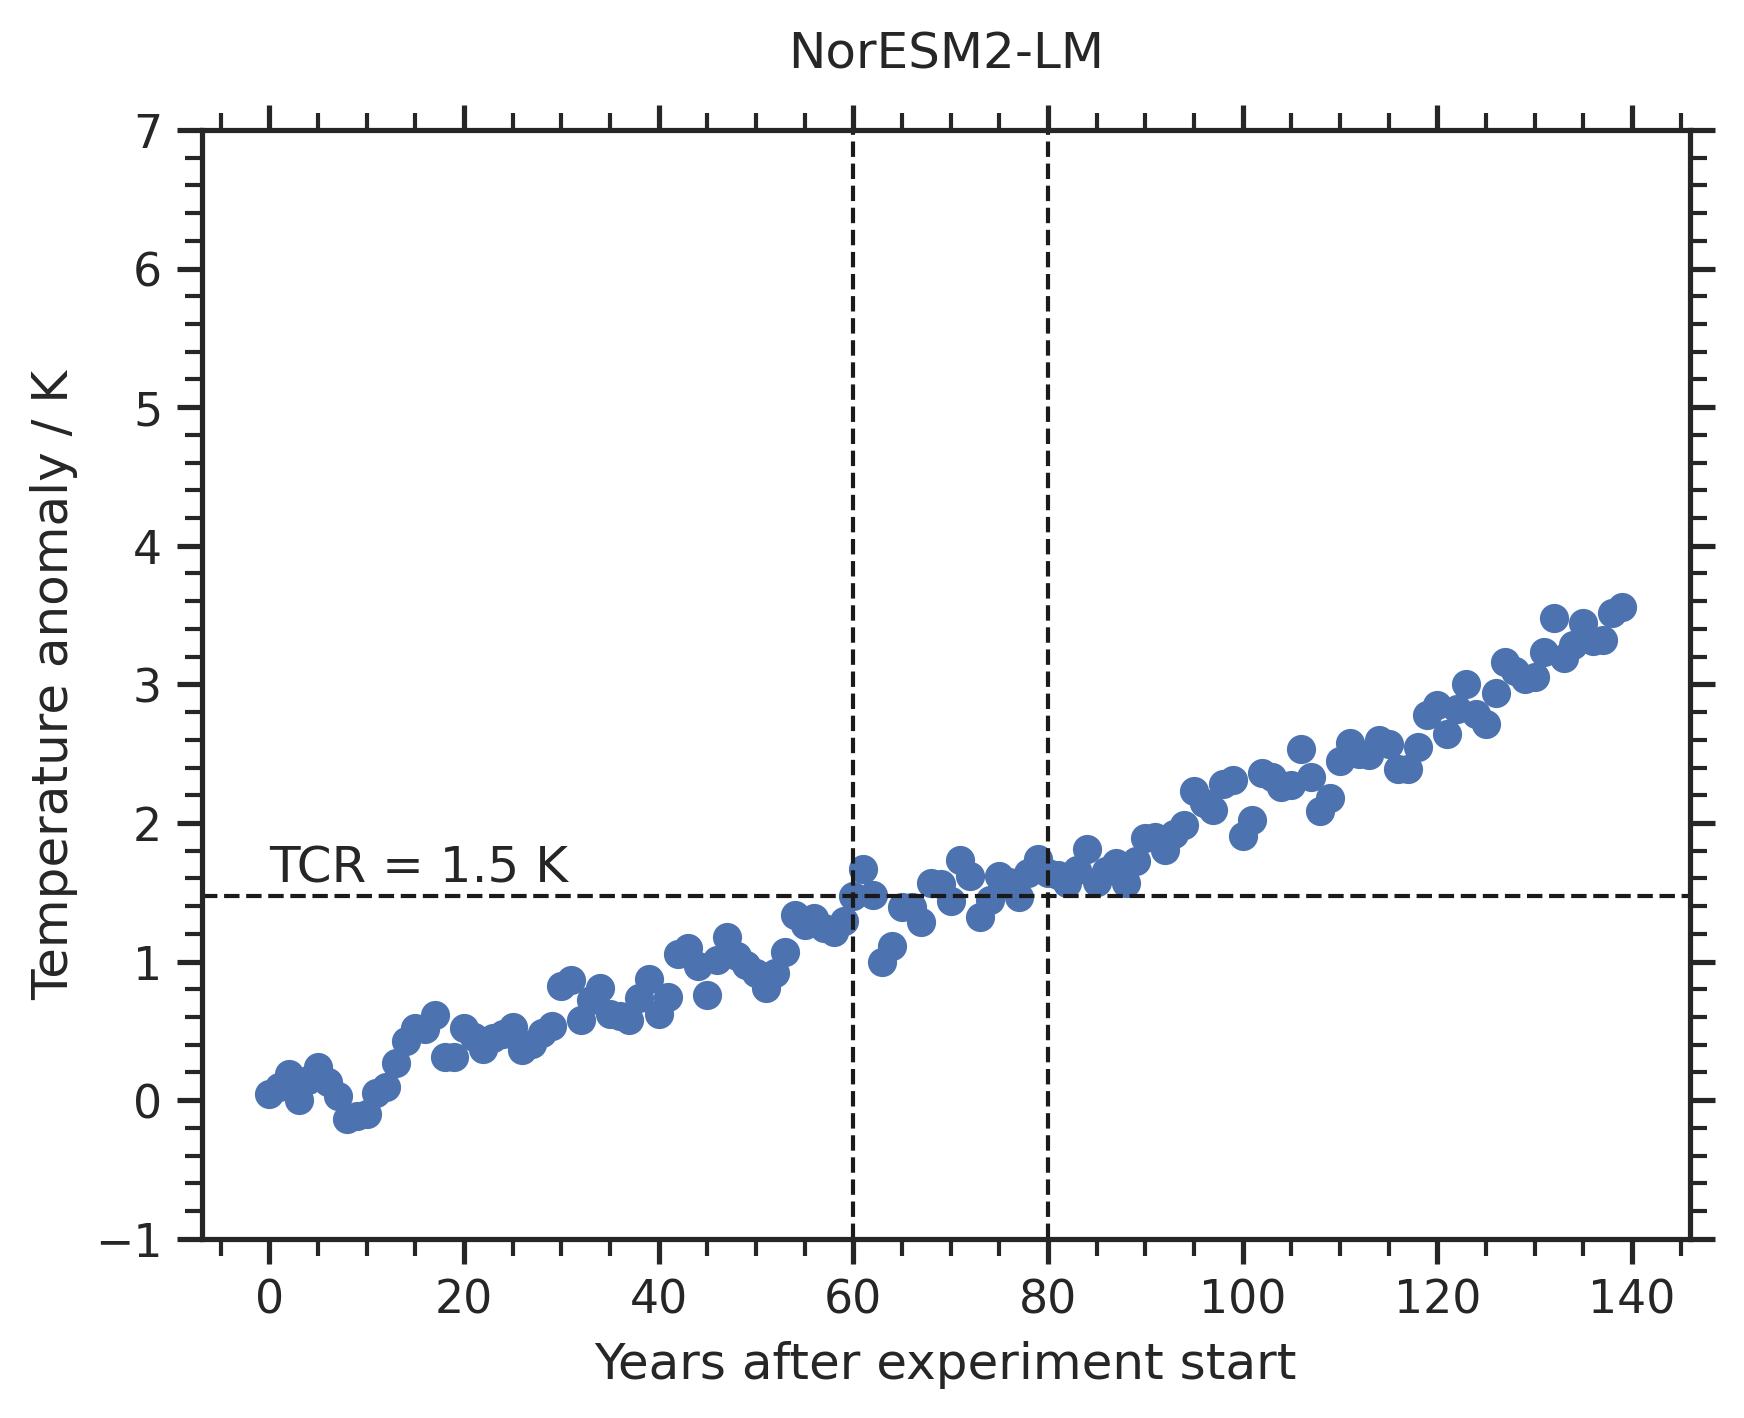 NorESM2-LM
7
6
5
4
3
2
1
0
−1
Temperature anomaly / K
TCR = 1.5 K
0 20 40 60 80 100 120 140
Years after experiment start